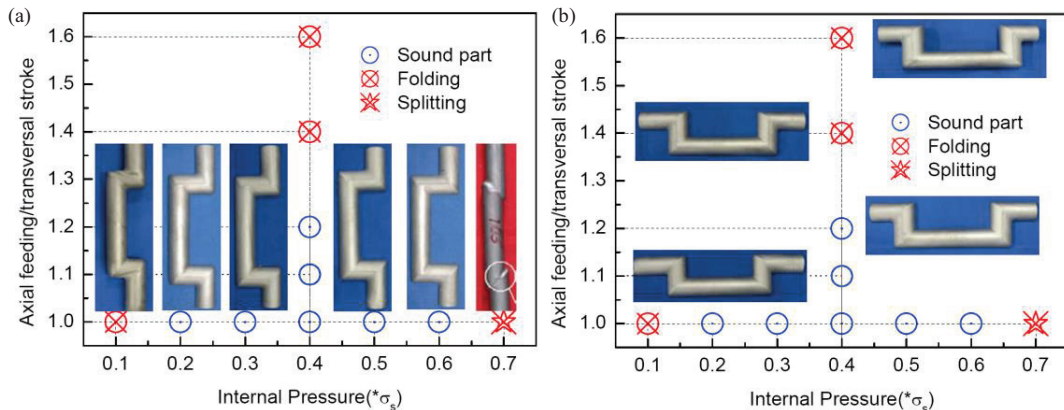 (a)
Axial feeding/transversal stroke
1.6
1.5
1.4
1.3
1.2
1.1
1.0
Sound part
Folding
Splitting
0.1 0.2 0.3 0.4 0.5 0.6 0.7
Internal Pressure(*σs)
(b)
Axial feeding/transversal stroke
1.6
1.5
1.4
1.3
1.2
1.1
1.0
Sound part
Folding
Splitting
0.1 0.2 0.3 0.4 0.5 0.6 0.7
Internal Pressure(*σs)